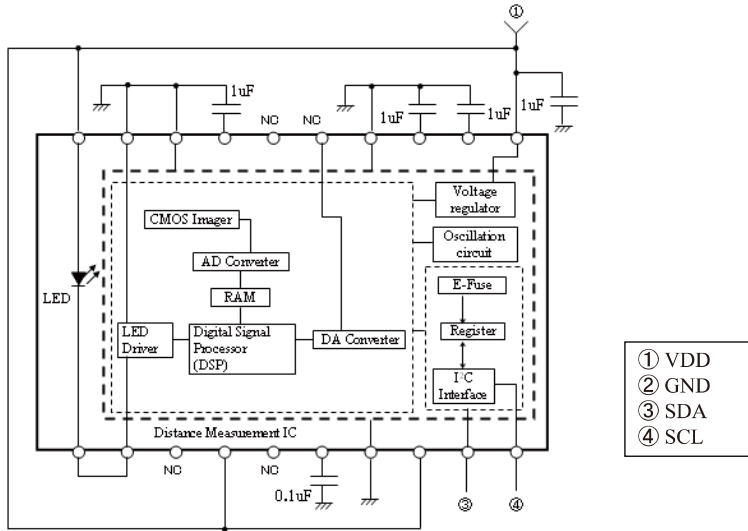 ①
1uF
1uF
1uF
1uF
NC
NC
Voltage
regulator
CMOS Imager
Oscillation
circuit
AD Converter
LED
E-Fuse
RAM
LED
Driver
Digital Signal
Processor
(DSP)
DA Converter
Register
I²C
Interface
Distance Measurement IC
NC
NC
0.1uF
③
④
① VDD
② GND
③ SDA
④ SCL